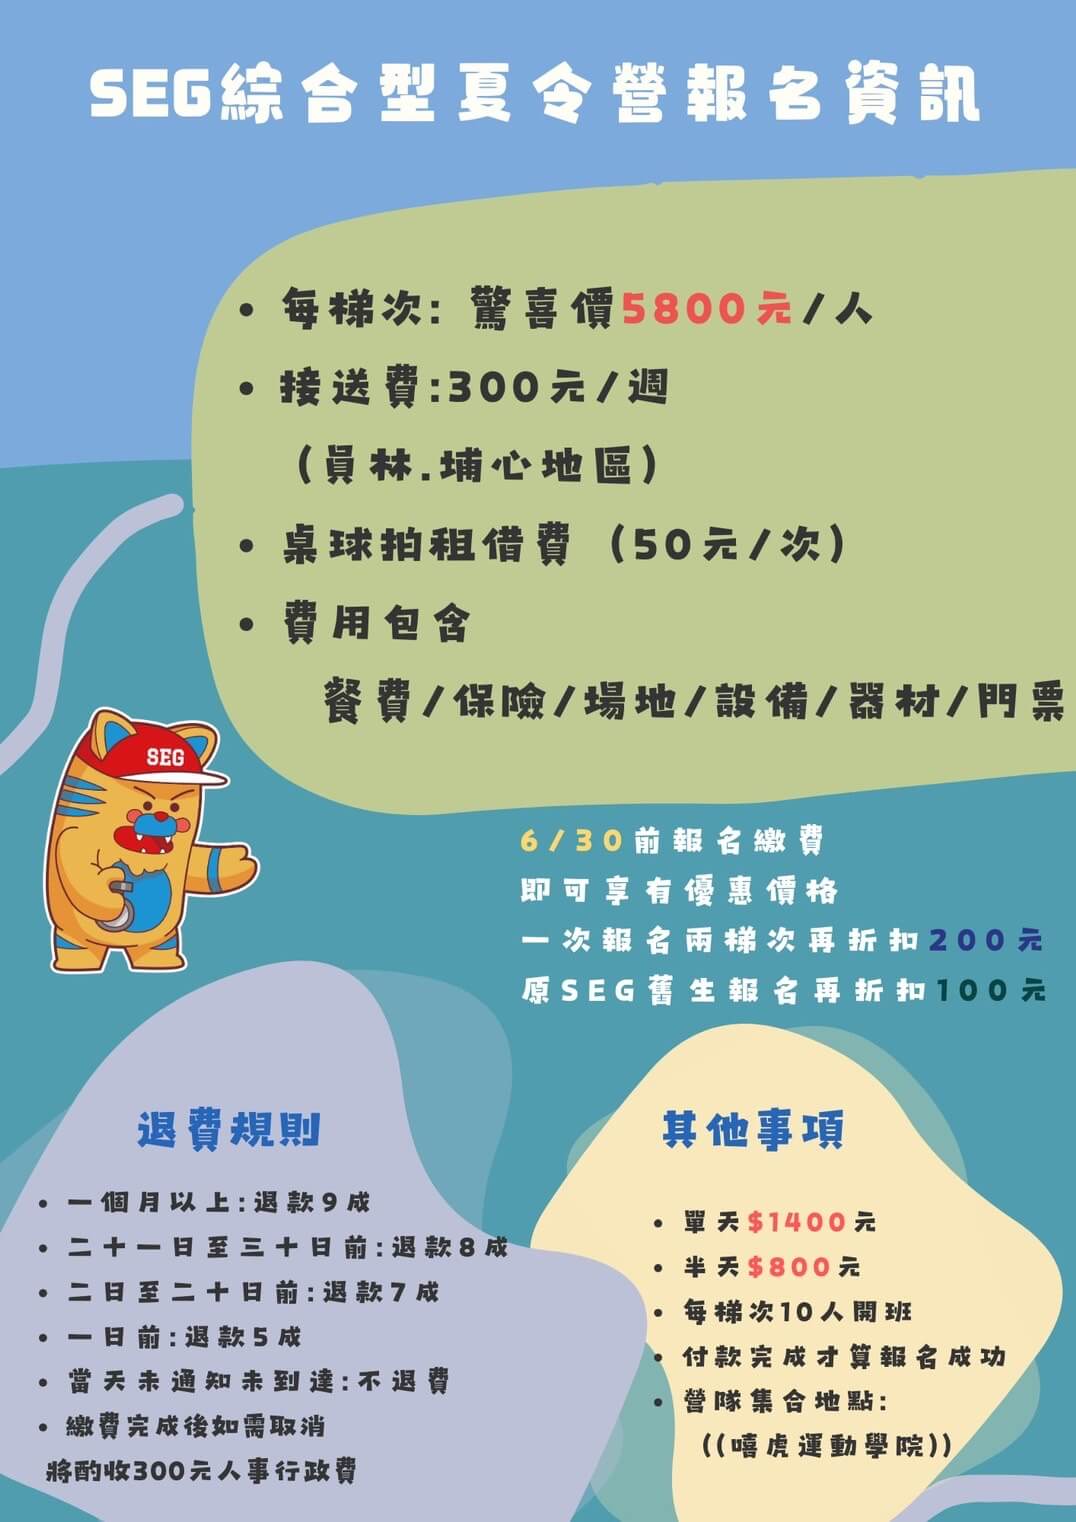 SEG綜合型夏令營報名資訊
• 每梯次: 驚喜價5800元/人
• 接送費:300元/週
(員林.埔心地區)
• 桌球拍租借費 (50元/次)
• 費用包含
餐費/保險/場地/設備/器材/門票
SEG
6/30前報名繳費
即可享有優惠價格
一次報名兩梯次再折扣200元
原SEG舊生報名再折扣100元
退費規則
• 一個月以上:退款9成
• 二十一日至三十日前:退款8成
• 二日至二十日前:退款7成
• 一日前:退款5成
• 當天未通知未到達:不退費
• 繳費完成後如需取消
將酌收300元人事行政費
其他事項
• 單天$1400元
• 半天$800元
• 每梯次10人開班
• 付款完成才算報名成功
• 營隊集合地點:
((嘻虎運動學院))